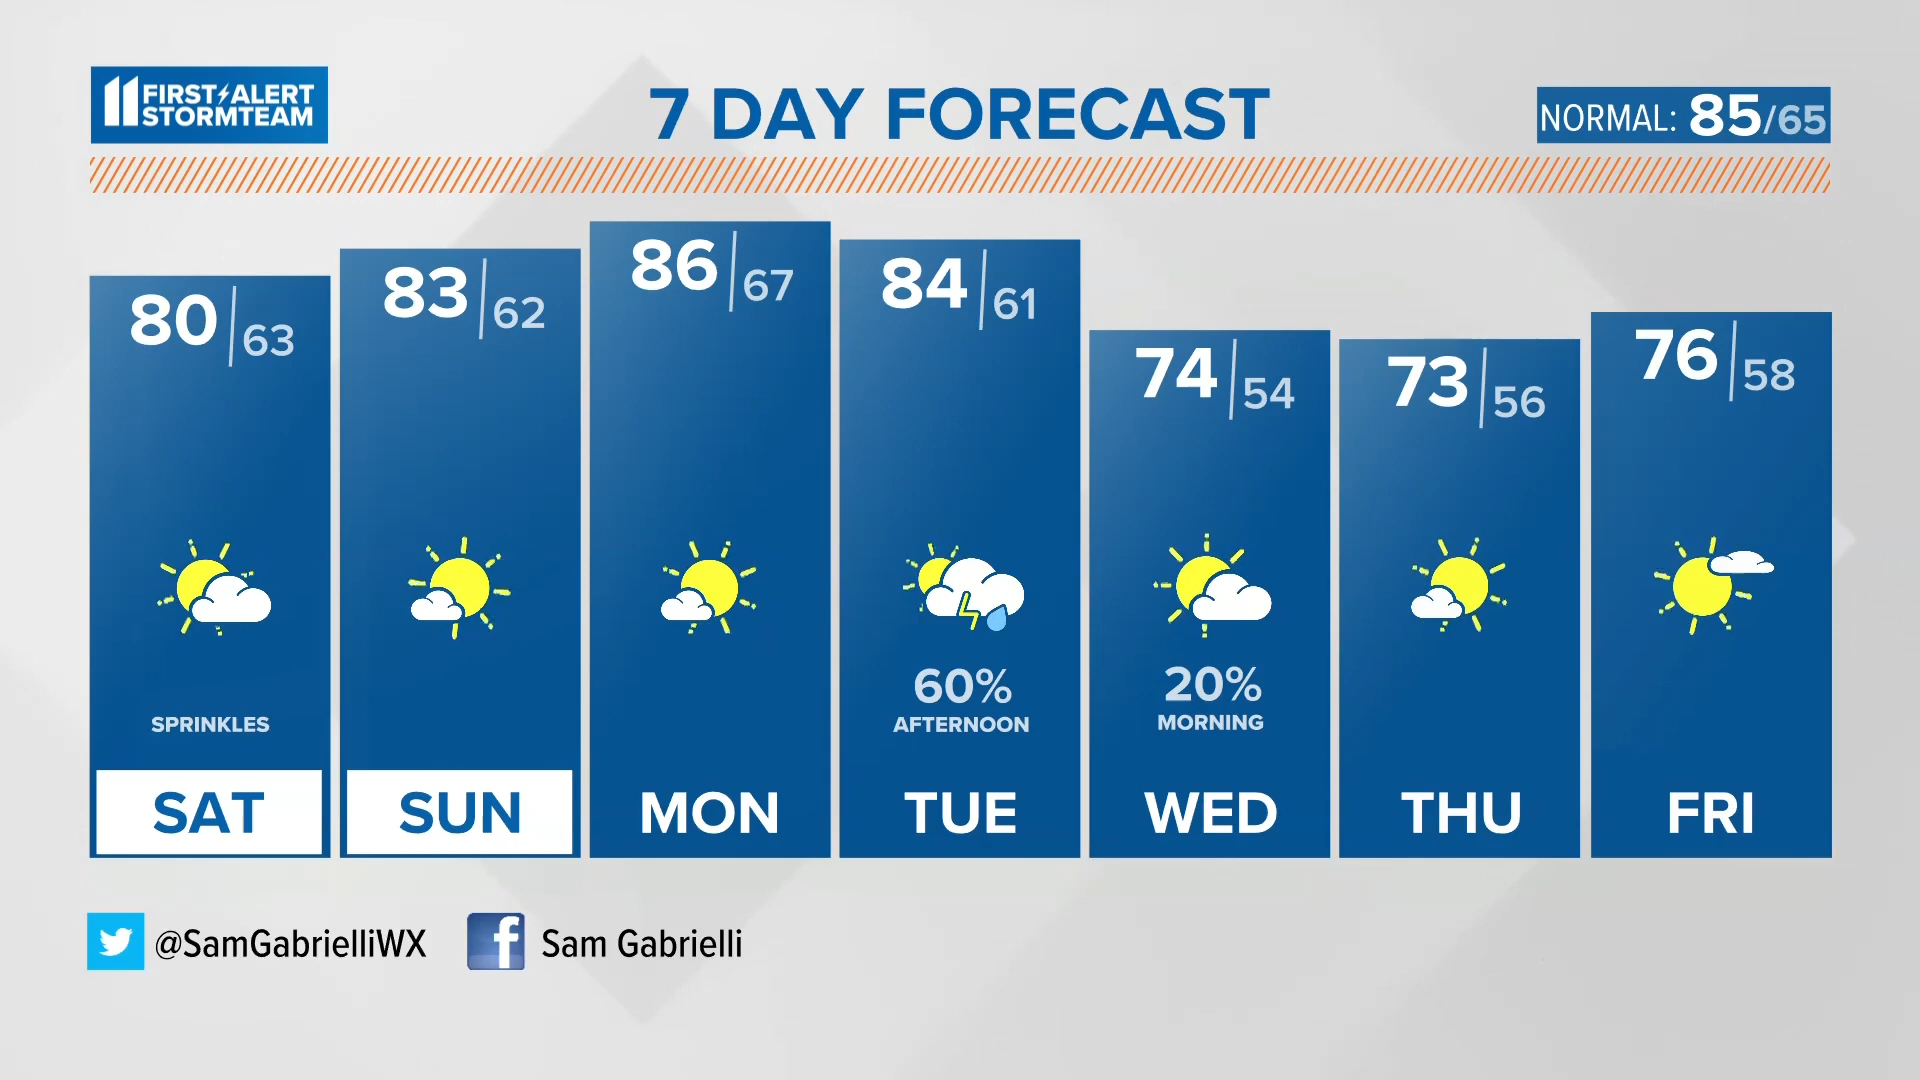 11 FIRST ALERT
STORMTEAM
7 DAY FORECAST
NORMAL: 85/65
80/63
83/62
86/67
84/61
74/54
73/56
76/58
60%
20%
SPRINKLES
AFTERNOON
MORNING
SAT
SUN
MON
TUE
WED
THU
FRI
@SamGabrielliWX
f
Sam Gabrielli